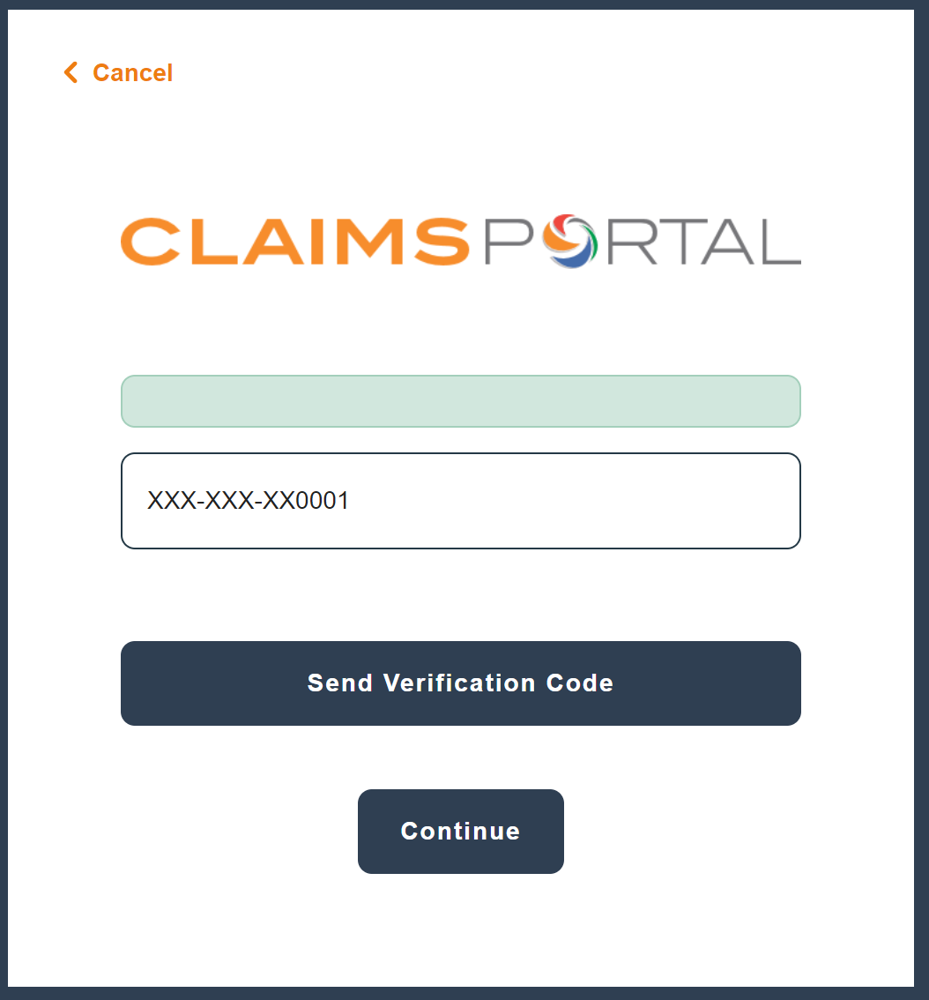 Cancel
CLAIMSPORTAL
XXX-XXX-XX0001
Send Verification Code
Continue